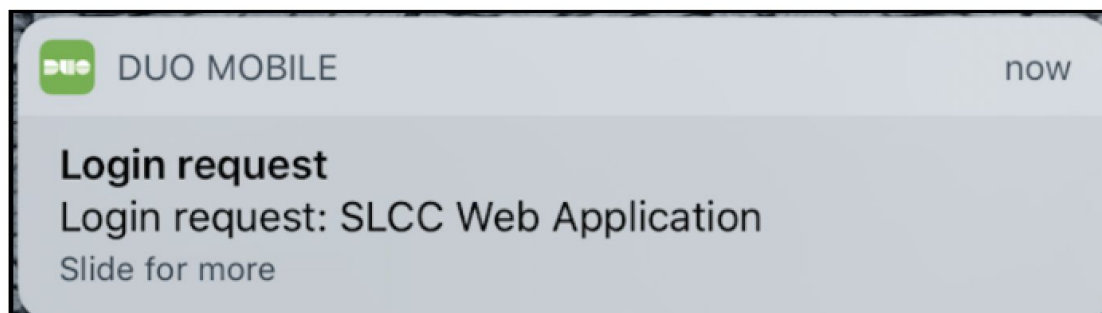 DUO
DUO MOBILE
now
Login request
Login request: SLCC Web Application
Slide for more